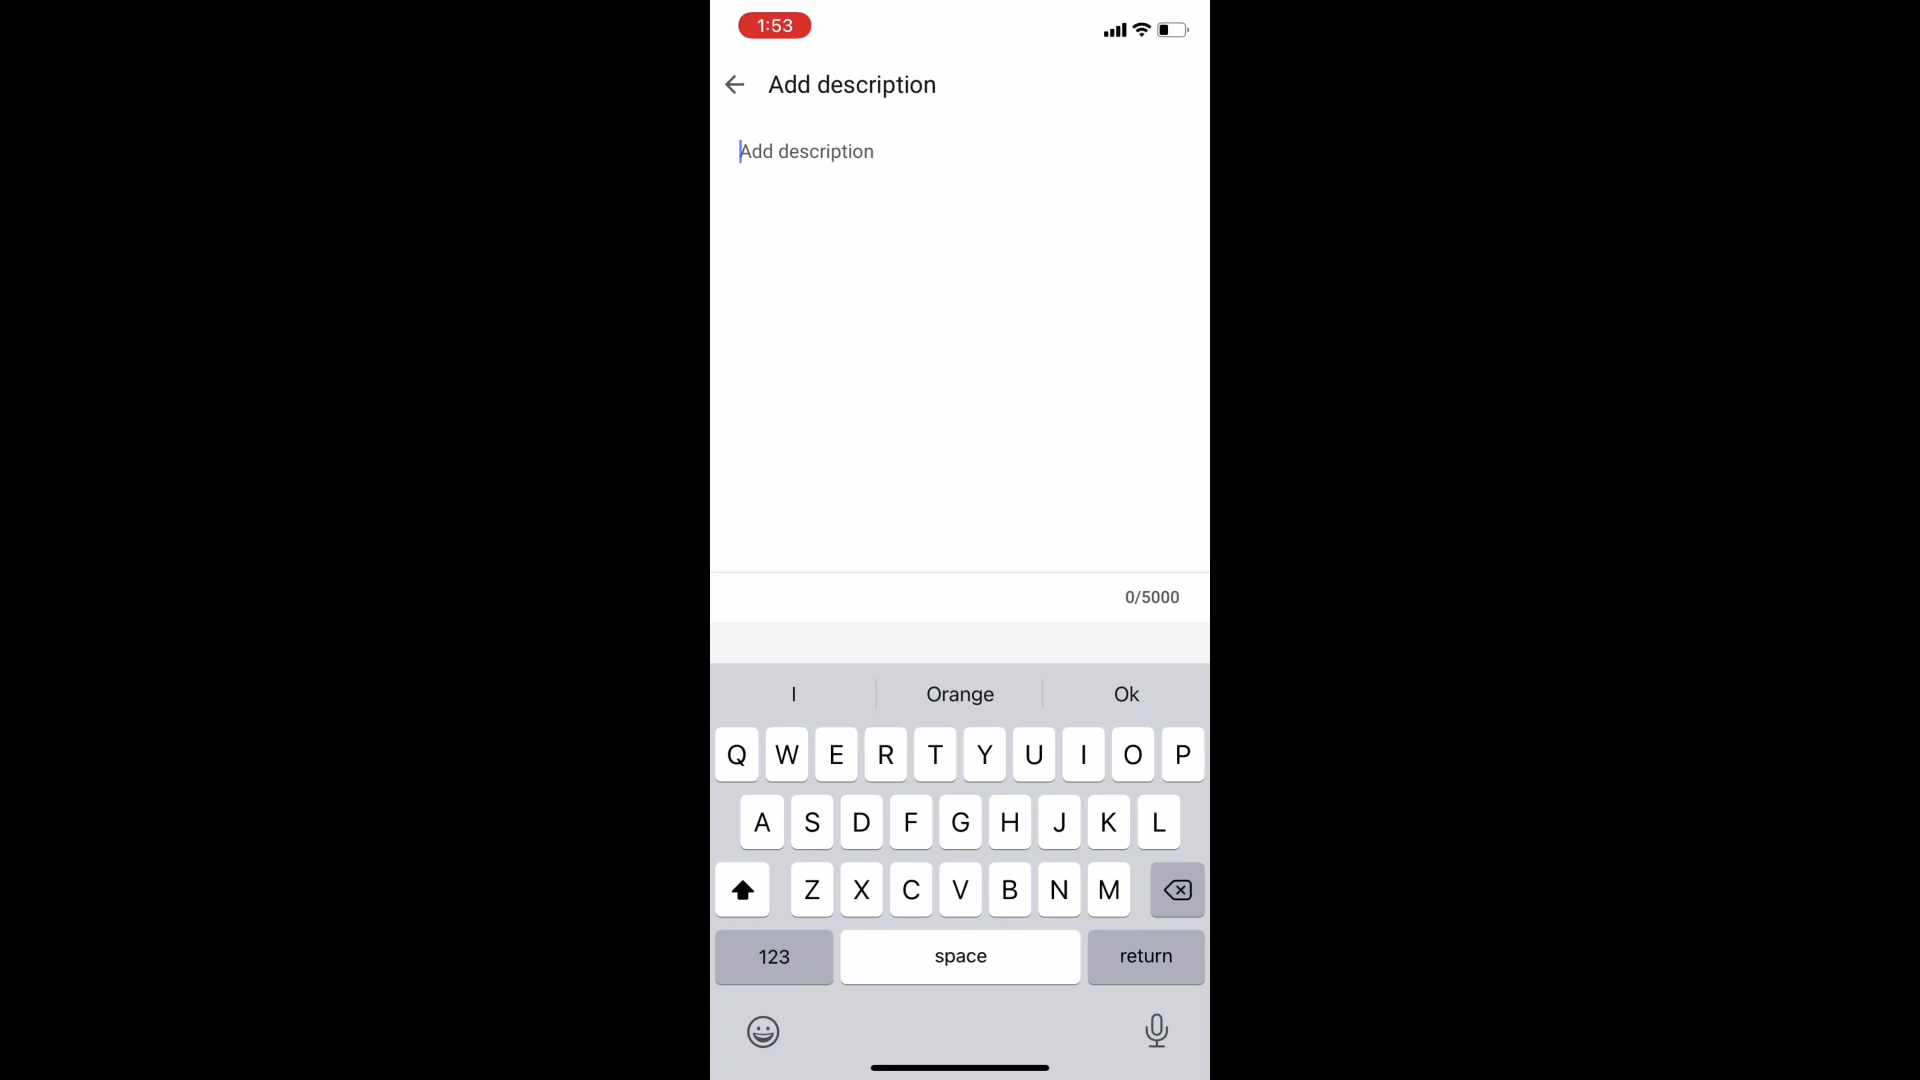 1:53
Add description
Add description
0/5000
I Orange Ok
Q W E R T Y U I O P
A S D F G H J K L
Z X C V B N M
123 space return